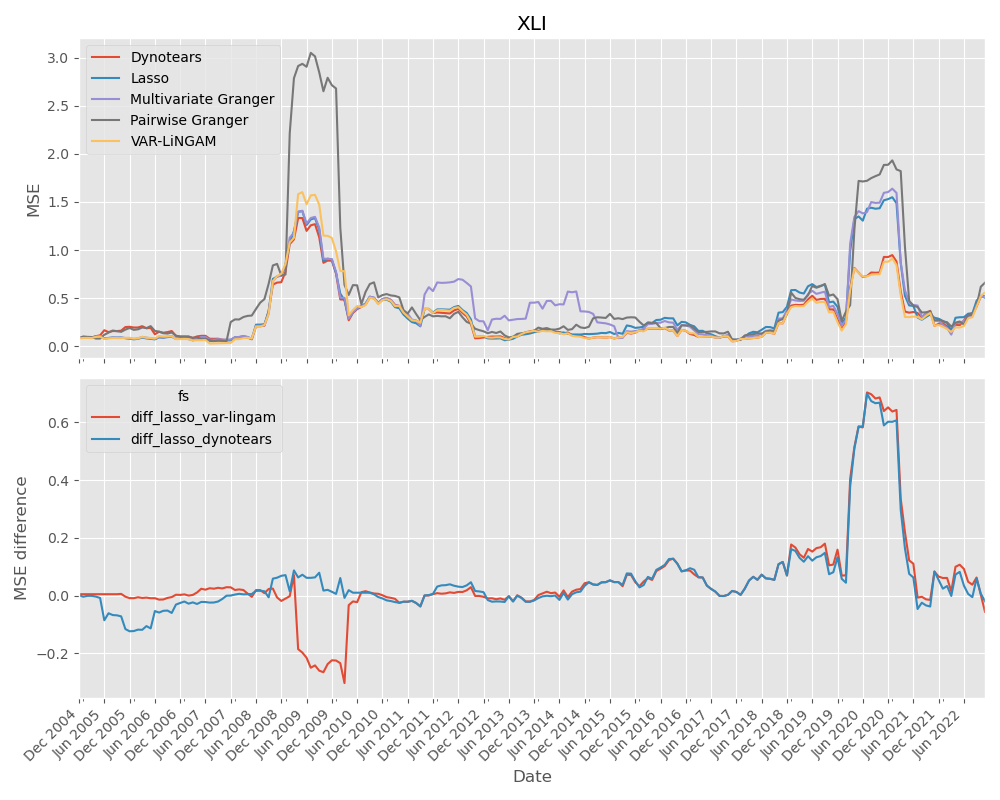 XLI
Dynotears
Lasso
Multivariate Granger
Pairwise Granger
VAR-LiNGAM
MSE
3.0
2.5
2.0
1.5
1.0
0.5
0.0
fs
diff_lasso_var-lingam
diff_lasso_dynotears
MSE difference
0.6
0.4
0.2
0.0
−0.2
Dec 2004
Jun 2005
Dec 2005
Jun 2006
Dec 2006
Jun 2007
Dec 2007
Jun 2008
Dec 2008
Jun 2009
Dec 2009
Jun 2010
Dec 2010
Jun 2011
Dec 2011
Jun 2012
Dec 2012
Jun 2013
Dec 2013
Jun 2014
Dec 2014
Jun 2015
Dec 2015
Jun 2016
Dec 2016
Jun 2017
Dec 2017
Jun 2018
Dec 2018
Jun 2019
Dec 2019
Jun 2020
Dec 2020
Jun 2021
Dec 2021
Jun 2022
Date